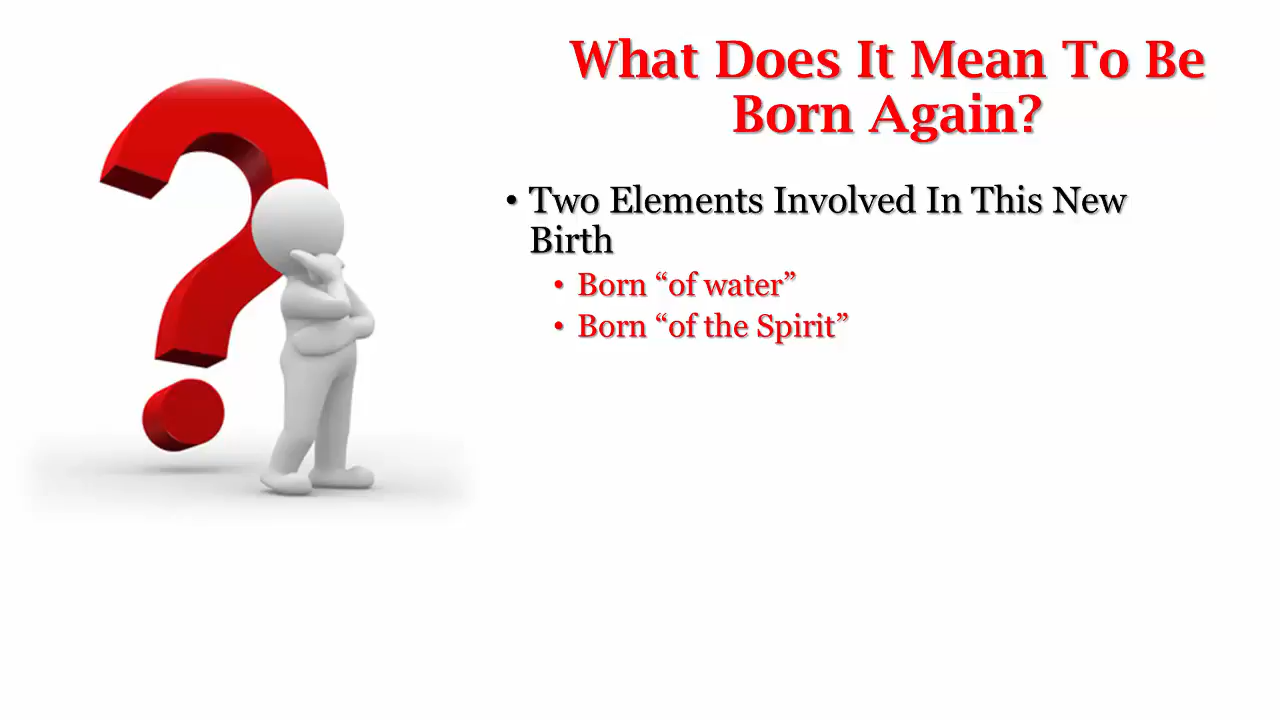 What Does It Mean To Be
Born Again?
• Two Elements Involved In This New
Birth
• Born “of water”
• Born “of the Spirit”